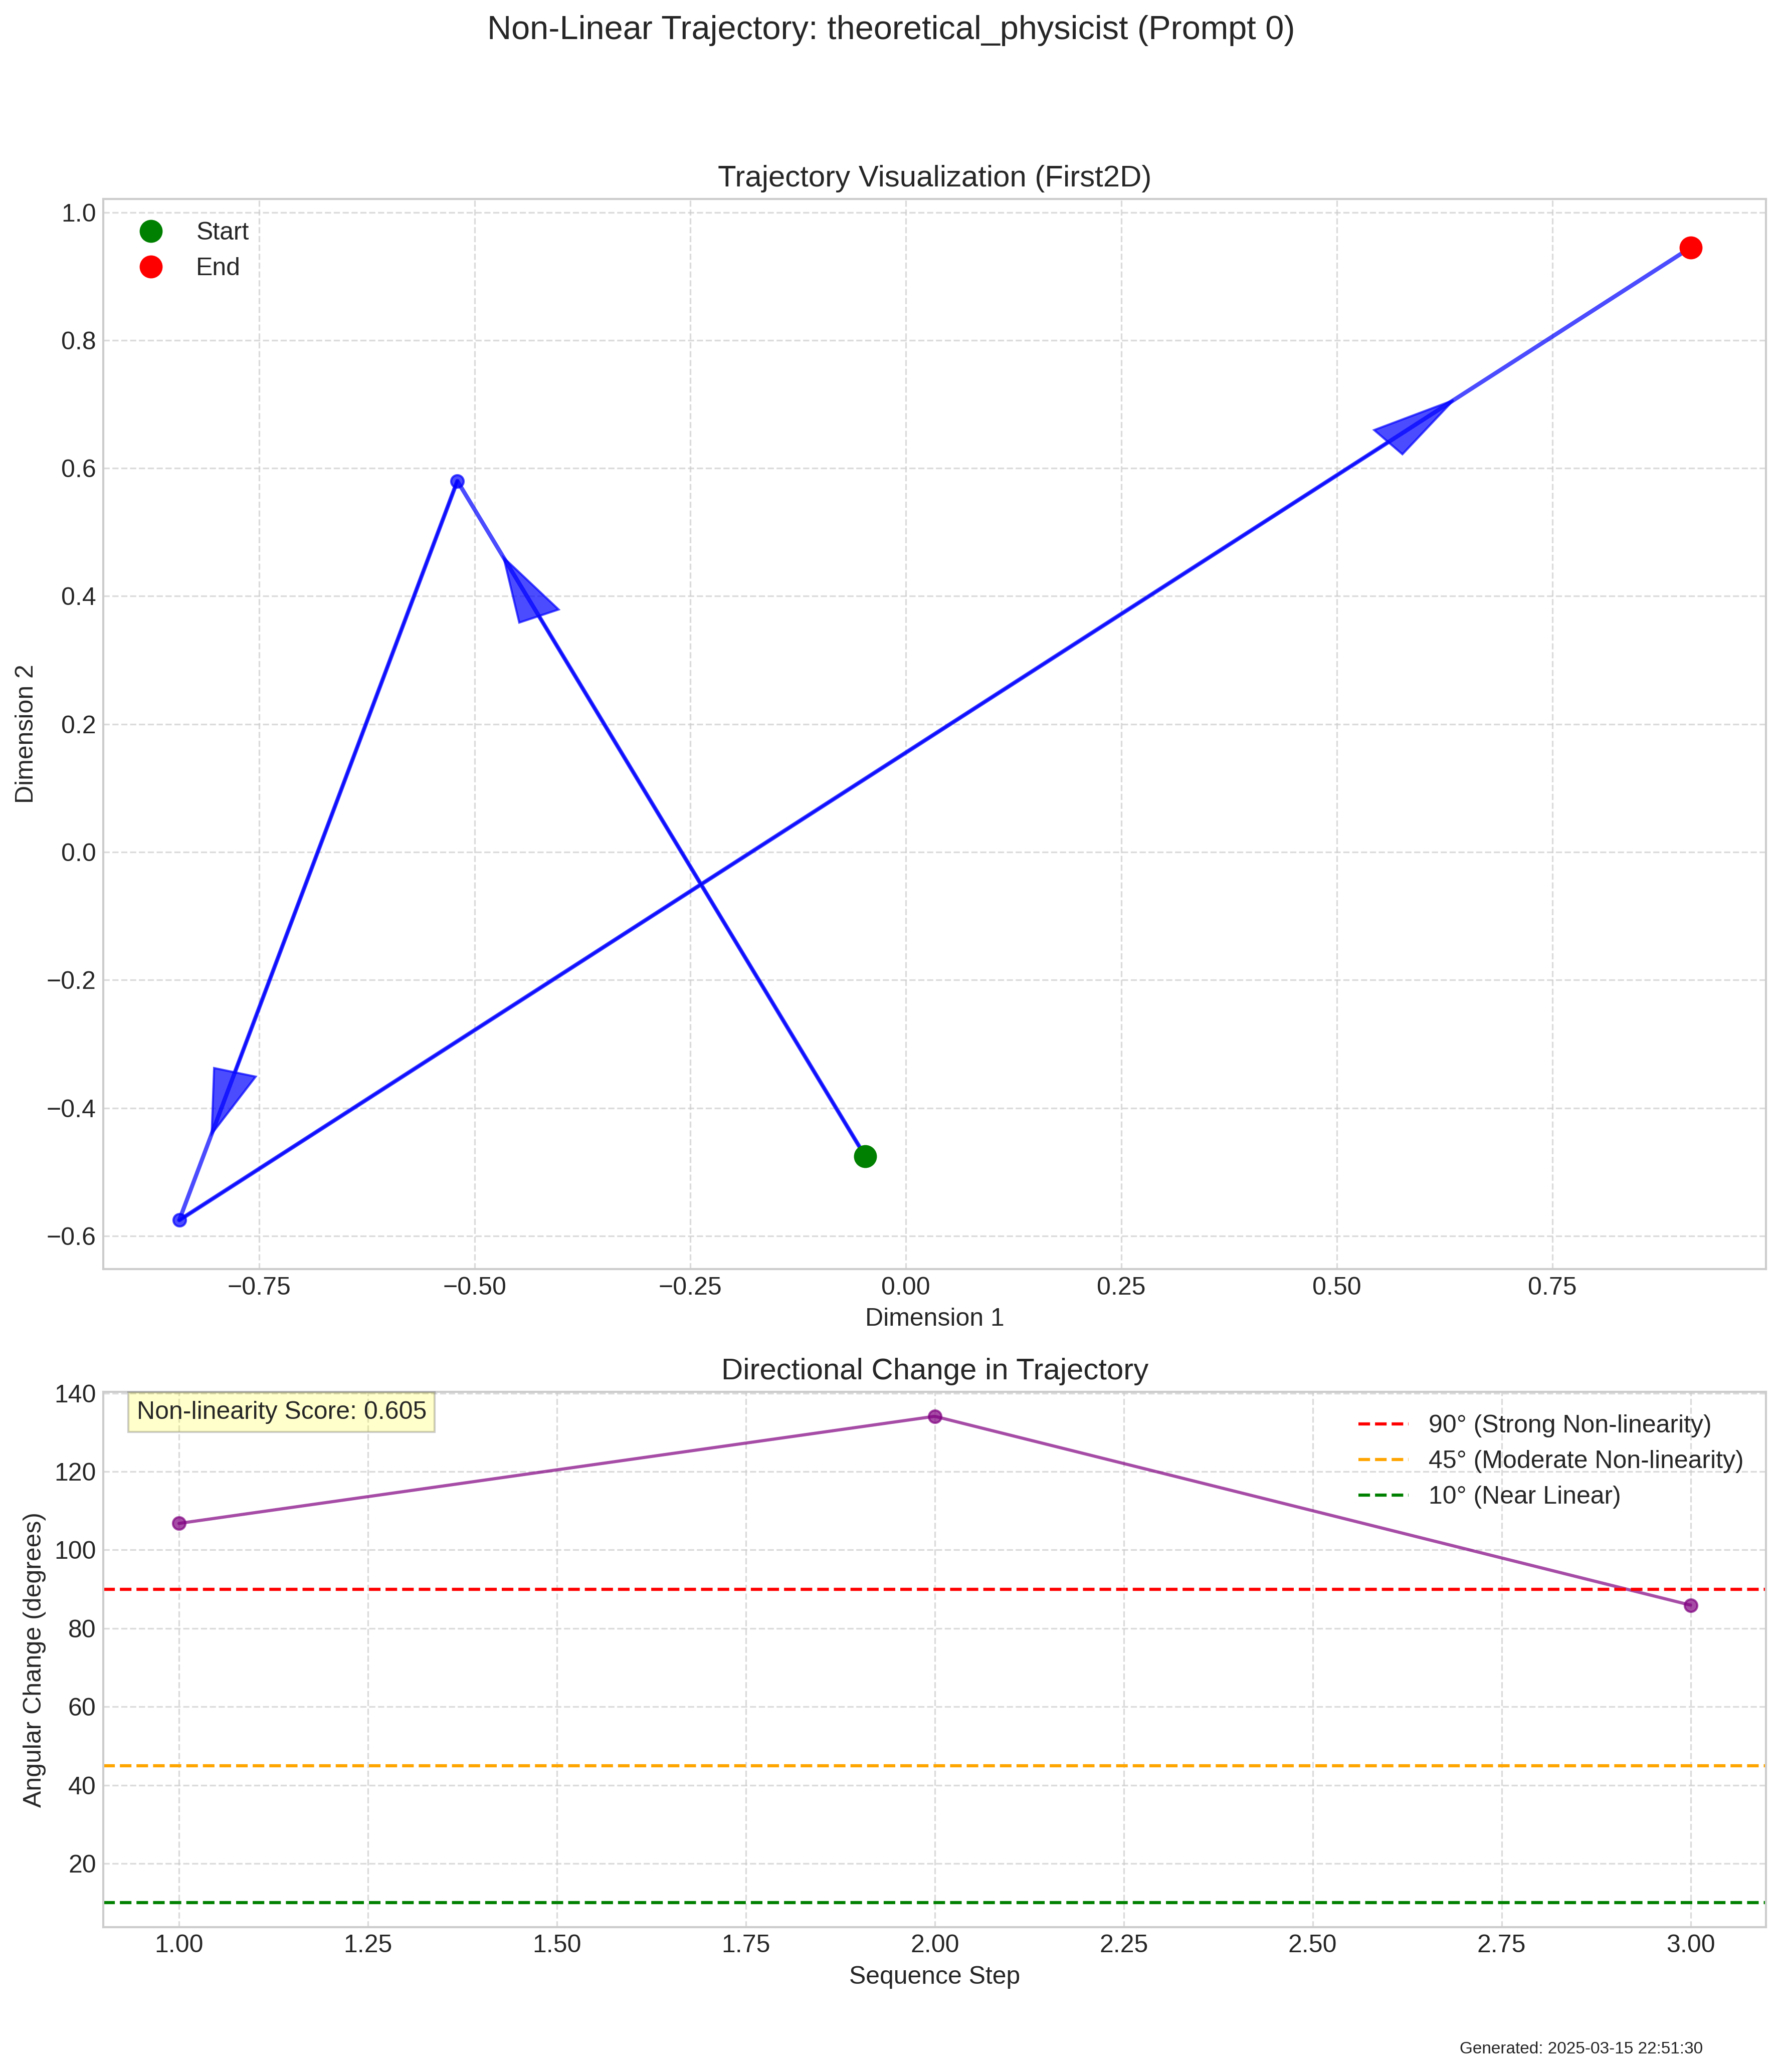 Non-Linear Trajectory: theoretical_physicist (Prompt 0)
Trajectory Visualization (First2D)
Start
End
1.0
0.8
0.6
0.4
0.2
0.0
−0.2
−0.4
−0.6
Dimension 2
−0.75
−0.50
−0.25
0.00
0.25
0.50
0.75
Dimension 1
Directional Change in Trajectory
Non-linearity Score: 0.605
90° (Strong Non-linearity)
45° (Moderate Non-linearity)
10° (Near Linear)
140
120
100
80
60
40
20
Angular Change (degrees)
1.00
1.25
1.50
1.75
2.00
2.25
2.50
2.75
3.00
Sequence Step
Generated: 2025-03-15 22:51:30